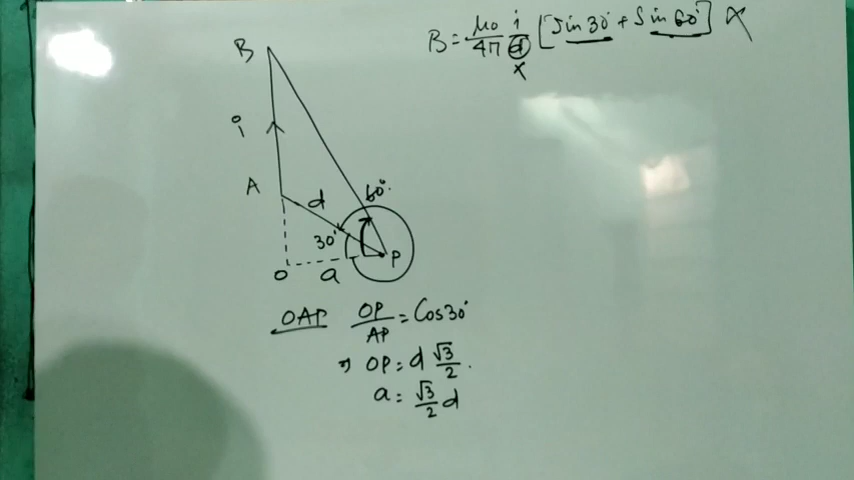 B = μ0/4π i/d [Sin 30° + Sin 60°] ×
×
B
i
A
d
60°
30°
P
O
a
OAP OP/AP = Cos30°
⇒ OP = d √3/2 .
a = √3/2 d